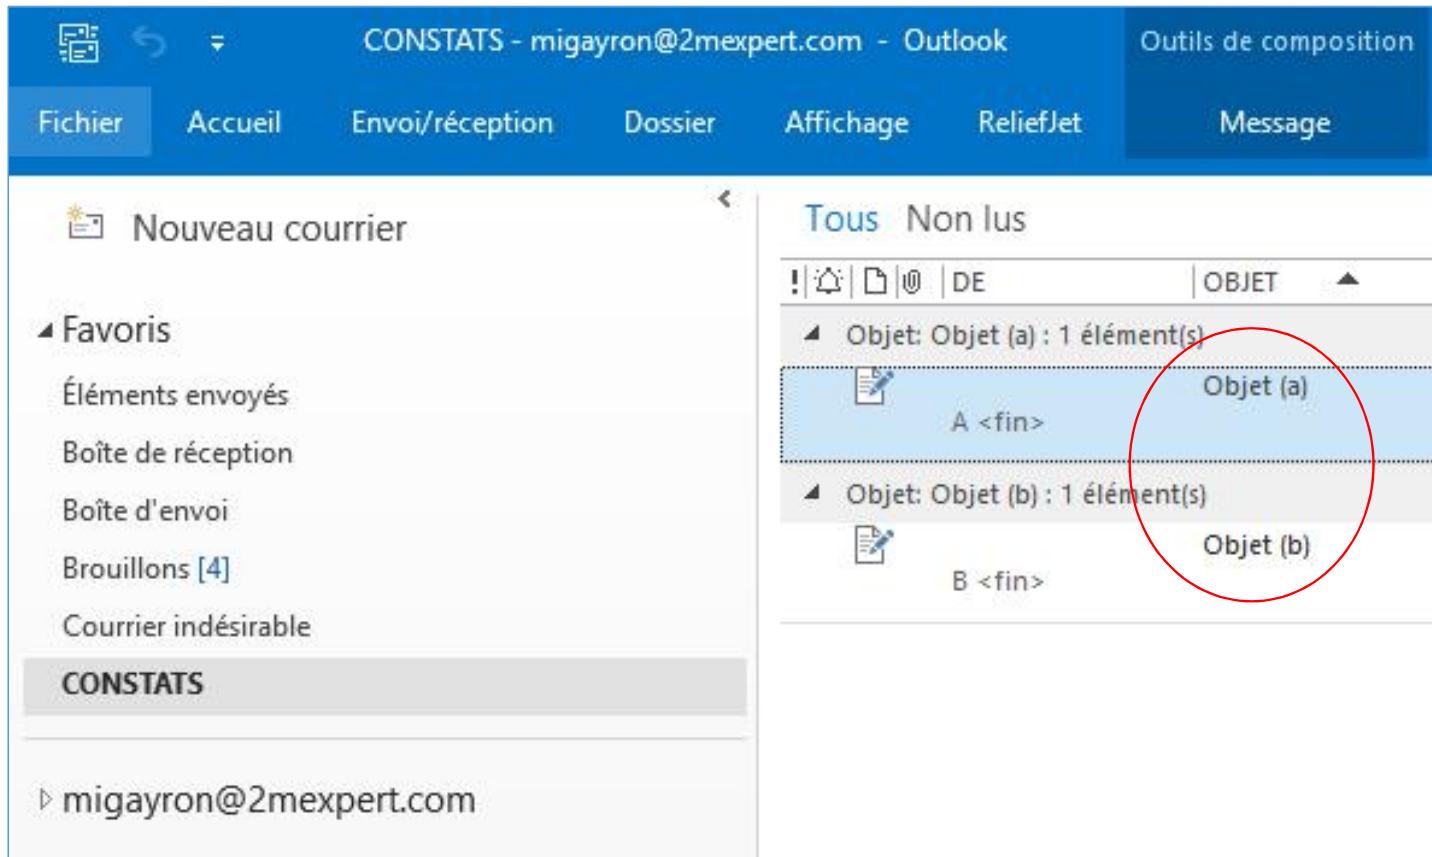 CONSTATS - migayron@2mexpert.com - Outlook
Outils de composition
Fichier Accueil Envoi/réception Dossier Affichage ReliefJet Message
Nouveau courrier
Favoris
Éléments envoyés
Boîte de réception
Boîte d'envoi
Brouillons [4]
Courrier indésirable
CONSTATS
migayron@2mexpert.com
Tous Non lus
! DE OBJET
Objet: Objet (a) : 1 élément(s)
Objet (a)
A <fin>
Objet: Objet (b) : 1 élément(s)
Objet (b)
B <fin>